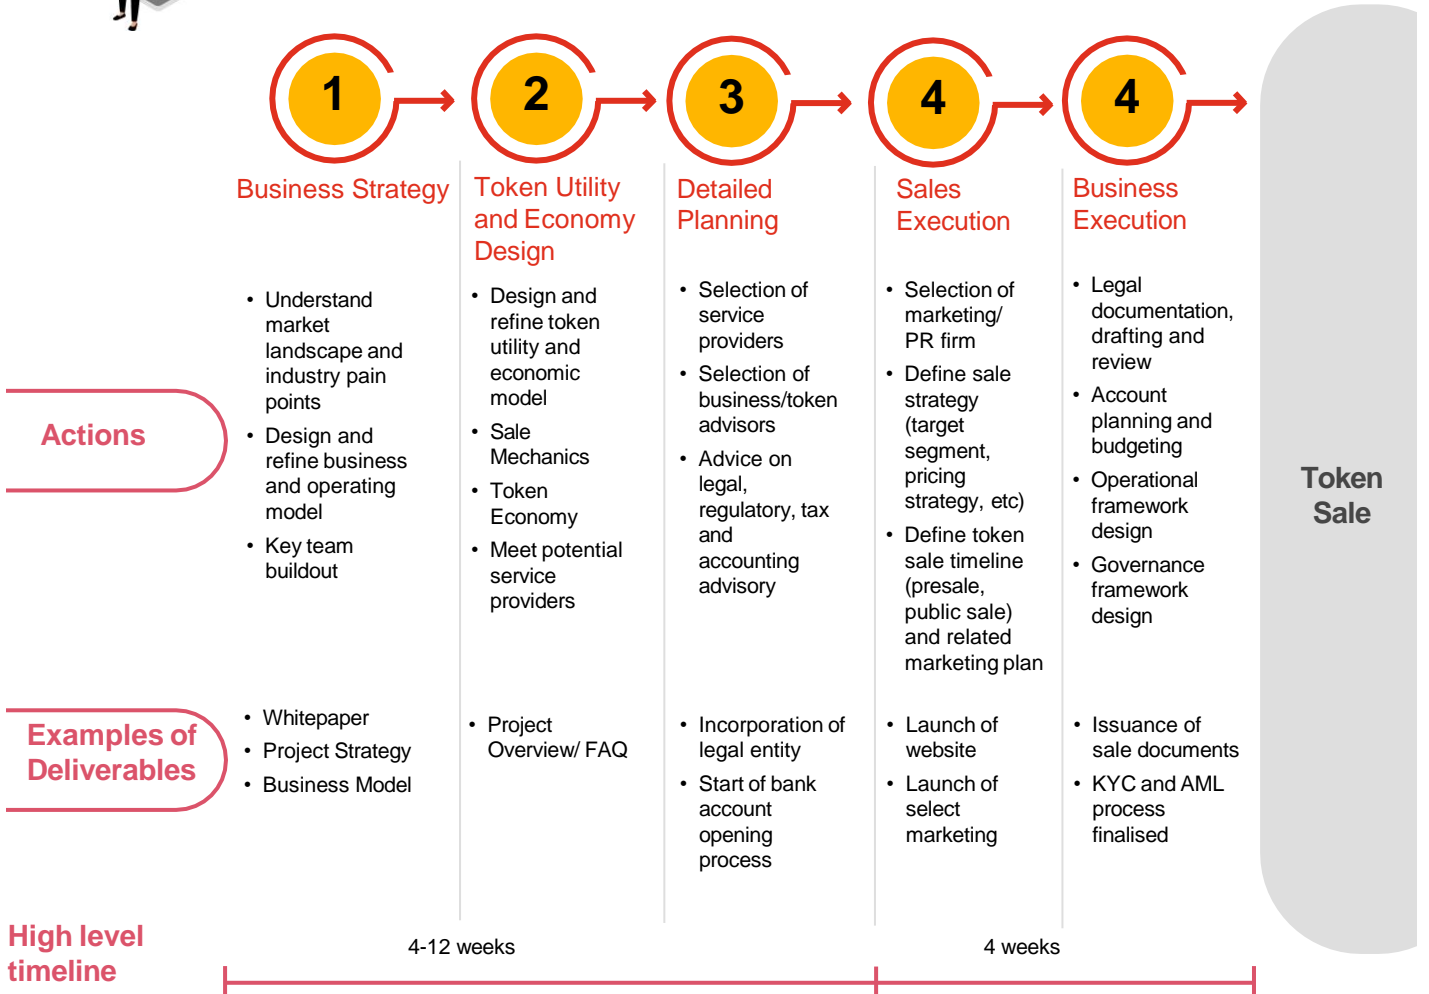 1
2
3
4
4
Business Strategy
Token Utility
and Economy
Design
Detailed
Planning
Sales
Execution
Business
Execution
Actions
• Understand
market
landscape and
industry pain
points
• Design and
refine business
and operating
model
• Key team
buildout
• Design and
refine token
utility and
economic
model
• Sale
Mechanics
• Token
Economy
• Meet potential
service
providers
• Selection of
service
providers
• Selection of
business/token
advisors
• Advice on
legal,
regulatory, tax
and
accounting
advisory
• Selection of
marketing/
PR firm
• Define sale
strategy
(target
segment,
pricing
strategy, etc)
• Define token
sale timeline
(presale,
public sale)
and related
marketing plan
• Legal
documentation,
drafting and
review
• Account
planning and
budgeting
• Operational
framework
design
• Governance
framework
design
Token
Sale
Examples of
Deliverables
• Whitepaper
• Project Strategy
• Business Model
• Project
Overview/ FAQ
• Incorporation of
legal entity
• Start of bank
account
opening
process
• Launch of
website
• Launch of
select
marketing
• Issuance of
sale documents
• KYC and AML
process
finalised
High level
timeline
4-12 weeks
4 weeks